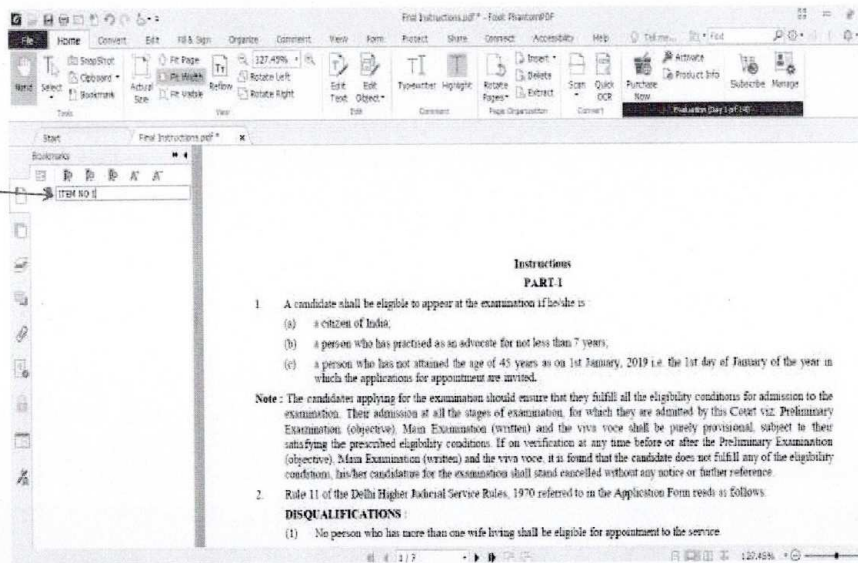 Final Instructions.pdf * - Foxit PhantomPDF
File Home Convert Edit Fill & Sign Organize Comment View Form Protect Share Connect Accessibility Help Tell me... Find
Hand
Select
SnapShot
Clipboard
Bookmark
Tools
Actual Size
Fit Page
Fit Width
Fit Visible
Reflow
127.45%
Rotate Left
Rotate Right
View
Edit Text
Edit Object
Edit
Typewriter
Highlight
Comment
Rotate Pages
Insert
Delete
Extract
Page Organization
Scan
Quick OCR
Convert
Purchase Now
Activate
Product Info
Subscribe
Manage
Evaluation (Day 1 of 14)
Start Final Instructions.pdf * x
Bookmarks
ITEM NO 1
Instructions
PART-I
1. A candidate shall be eligible to appear at the examination if he/she is :
(a) a citizen of India;
(b) a person who has practised as an advocate for not less than 7 years;
(c) a person who has not attained the age of 45 years as on 1st January, 2019 i.e. the 1st day of January of the year in
which the applications for appointment are invited.
Note : The candidates applying for the examination should ensure that they fulfill all the eligibility conditions for admission to the
examination. Their admission at all the stages of examination, for which they are admitted by this Court viz. Preliminary
Examination (objective), Main Examination (written) and the viva voce shall be purely provisional, subject to their
satisfying the prescribed eligibility conditions. If on verification at any time before or after the Preliminary Examination
(objective), Main Examination (written) and the viva voce, it is found that the candidate does not fulfill any of the eligibility
conditions, his/her candidature for the examination shall stand cancelled without any notice or further reference.
2. Rule 11 of the Delhi Higher Judicial Service Rules, 1970 referred to in the Application Form reads as follows:
DISQUALIFICATIONS :
(1) No person who has more than one wife living shall be eligible for appointment to the service.
1 / 7